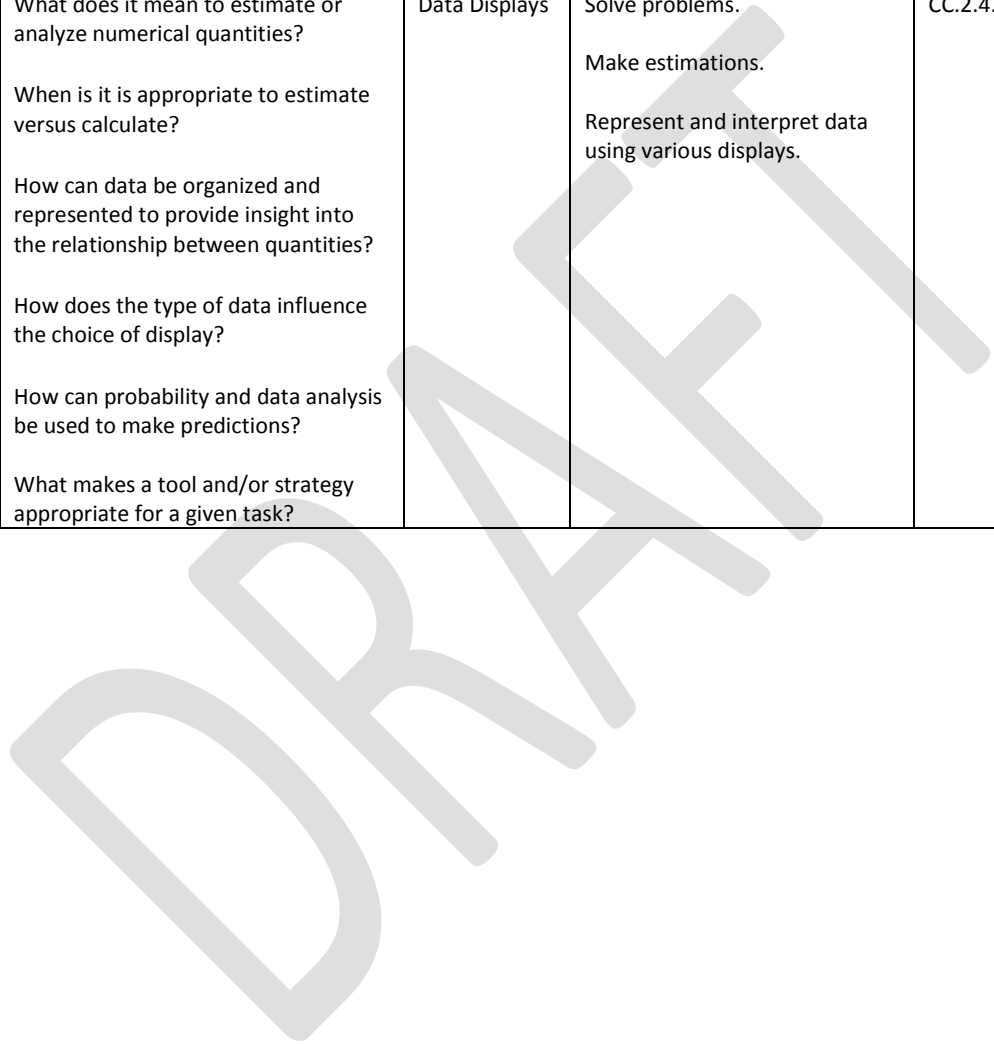 What does it mean to estimate or
analyze numerical quantities?
When is it is appropriate to estimate
versus calculate?
How can data be organized and
represented to provide insight into
the relationship between quantities?
How does the type of data influence
the choice of display?
How can probability and data analysis
be used to make predictions?
What makes a tool and/or strategy
appropriate for a given task?
Data Displays
Solve problems.
Make estimations.
Represent and interpret data
using various displays.
CC.2.4.
DRAFT